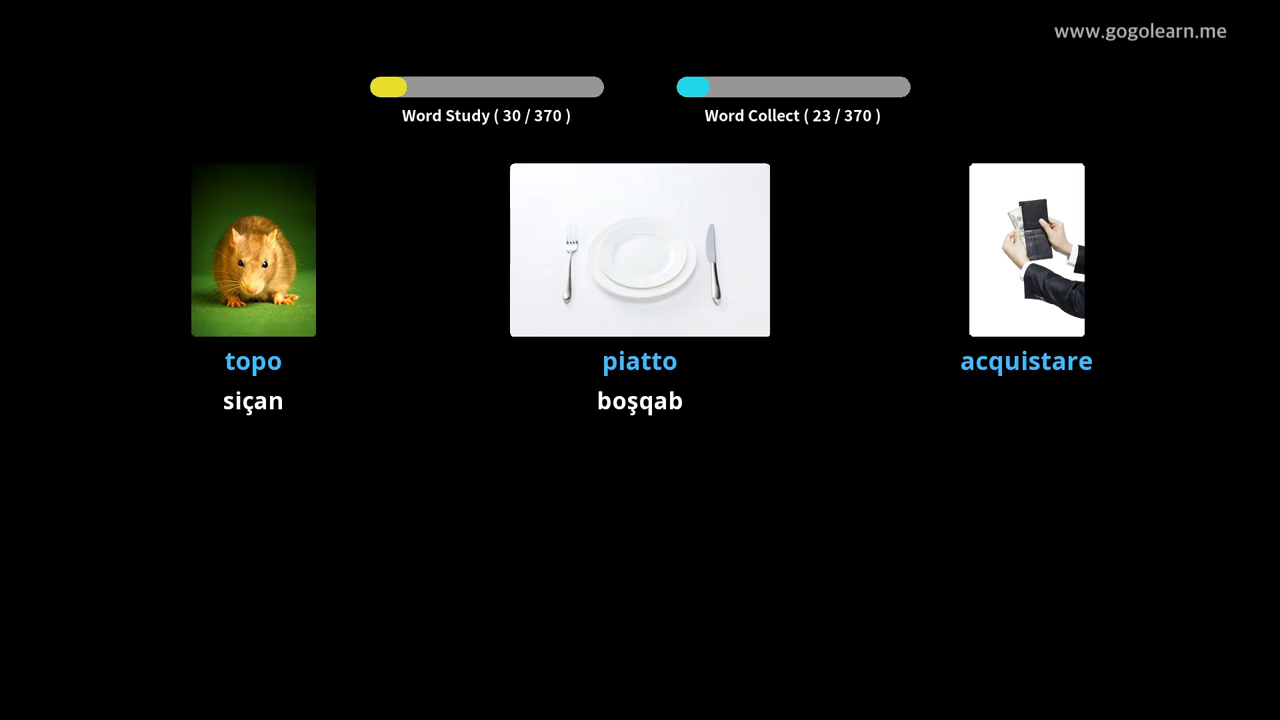 www.gogolearn.me
Word Study ( 30 / 370 )
Word Collect ( 23 / 370 )
topo
piatto
acquistare
siçan
boşqab